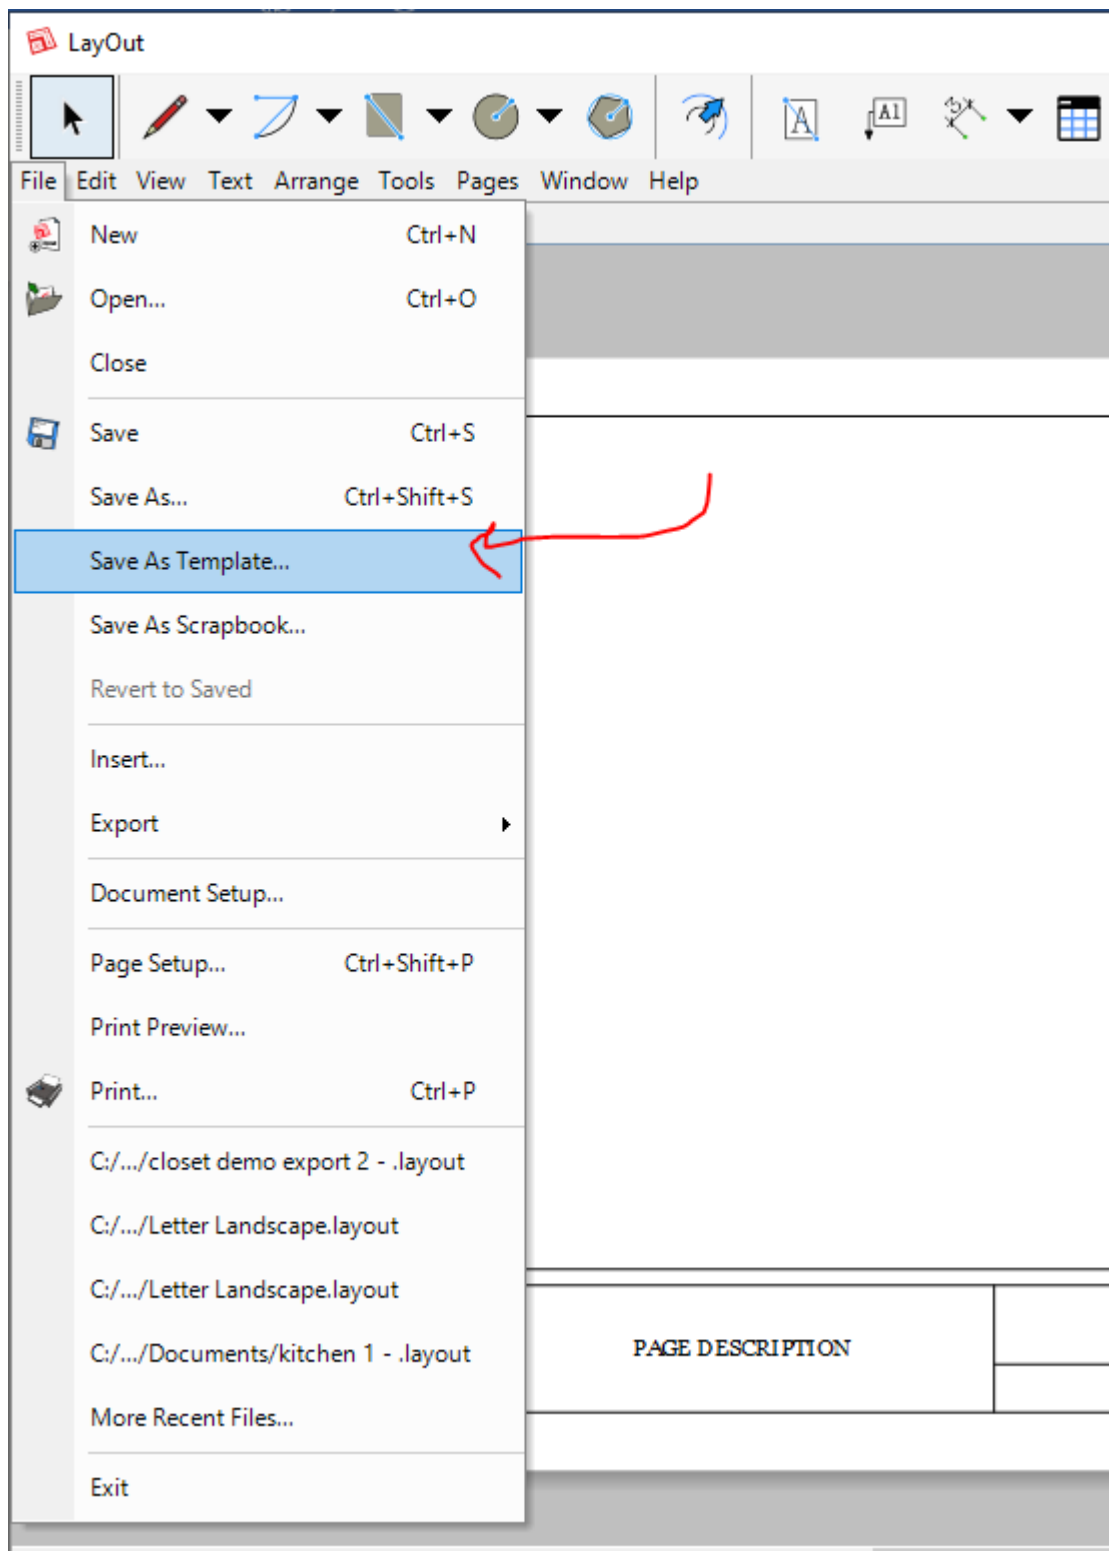 LayOut
A
A1
File Edit View Text Arrange Tools Pages Window Help
New Ctrl+N
Open... Ctrl+O
Close
Save Ctrl+S
Save As... Ctrl+Shift+S
Save As Template...
Save As Scrapbook...
Revert to Saved
Insert...
Export
Document Setup...
Page Setup... Ctrl+Shift+P
Print Preview...
Print... Ctrl+P
C:/.../closet demo export 2 - .layout
C:/.../Letter Landscape.layout
C:/.../Letter Landscape.layout
C:/.../Documents/kitchen 1 - .layout
PAGE DESCRIPTION
More Recent Files...
Exit